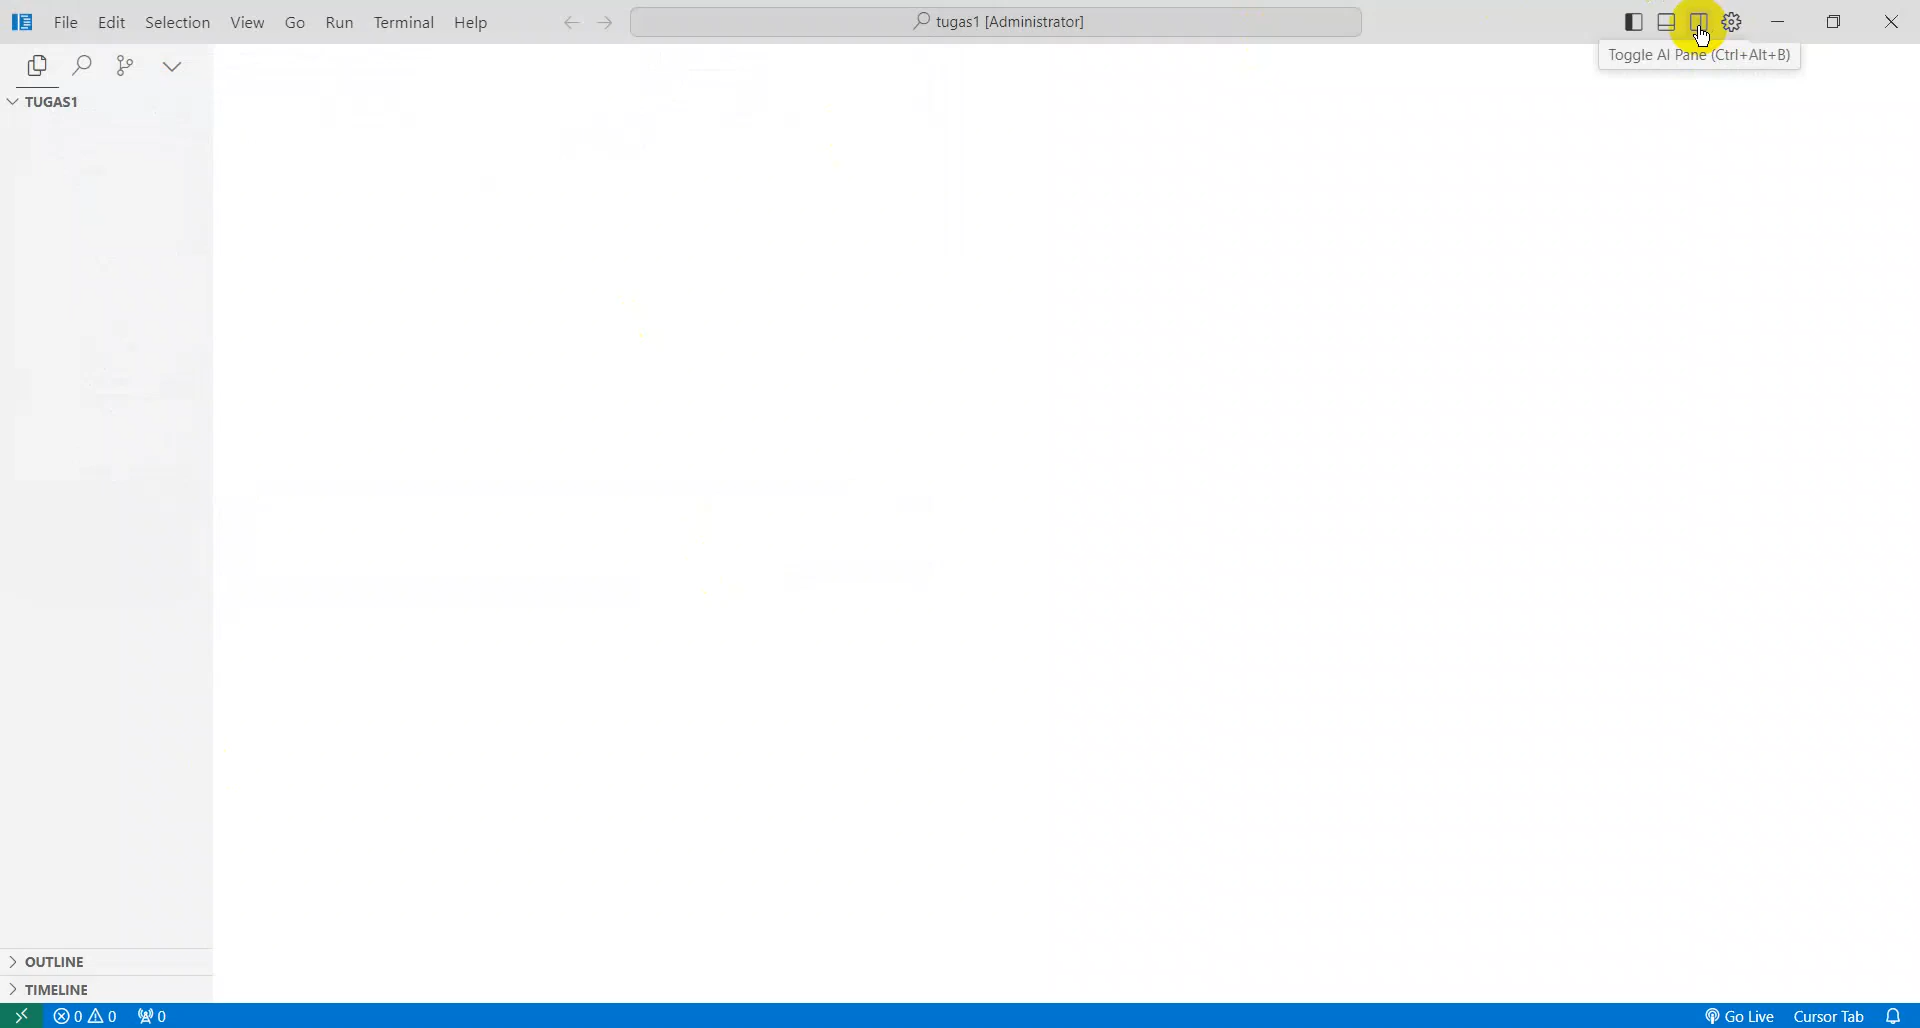 File Edit Selection View Go Run Terminal Help
tugas1 [Administrator]
Toggle AI Pane (Ctrl+Alt+B)
TUGAS1
OUTLINE
TIMELINE
0 0 0
Go Live Cursor Tab